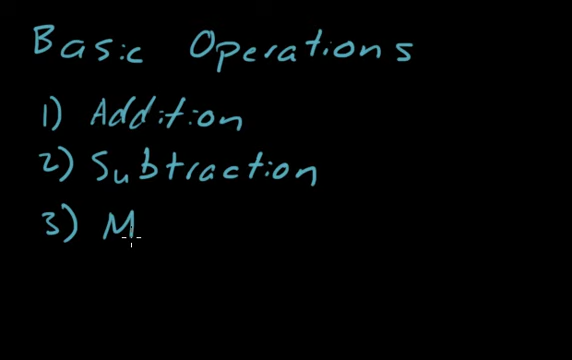 Basic Operations
1) Addition
2) Subtraction
3) M